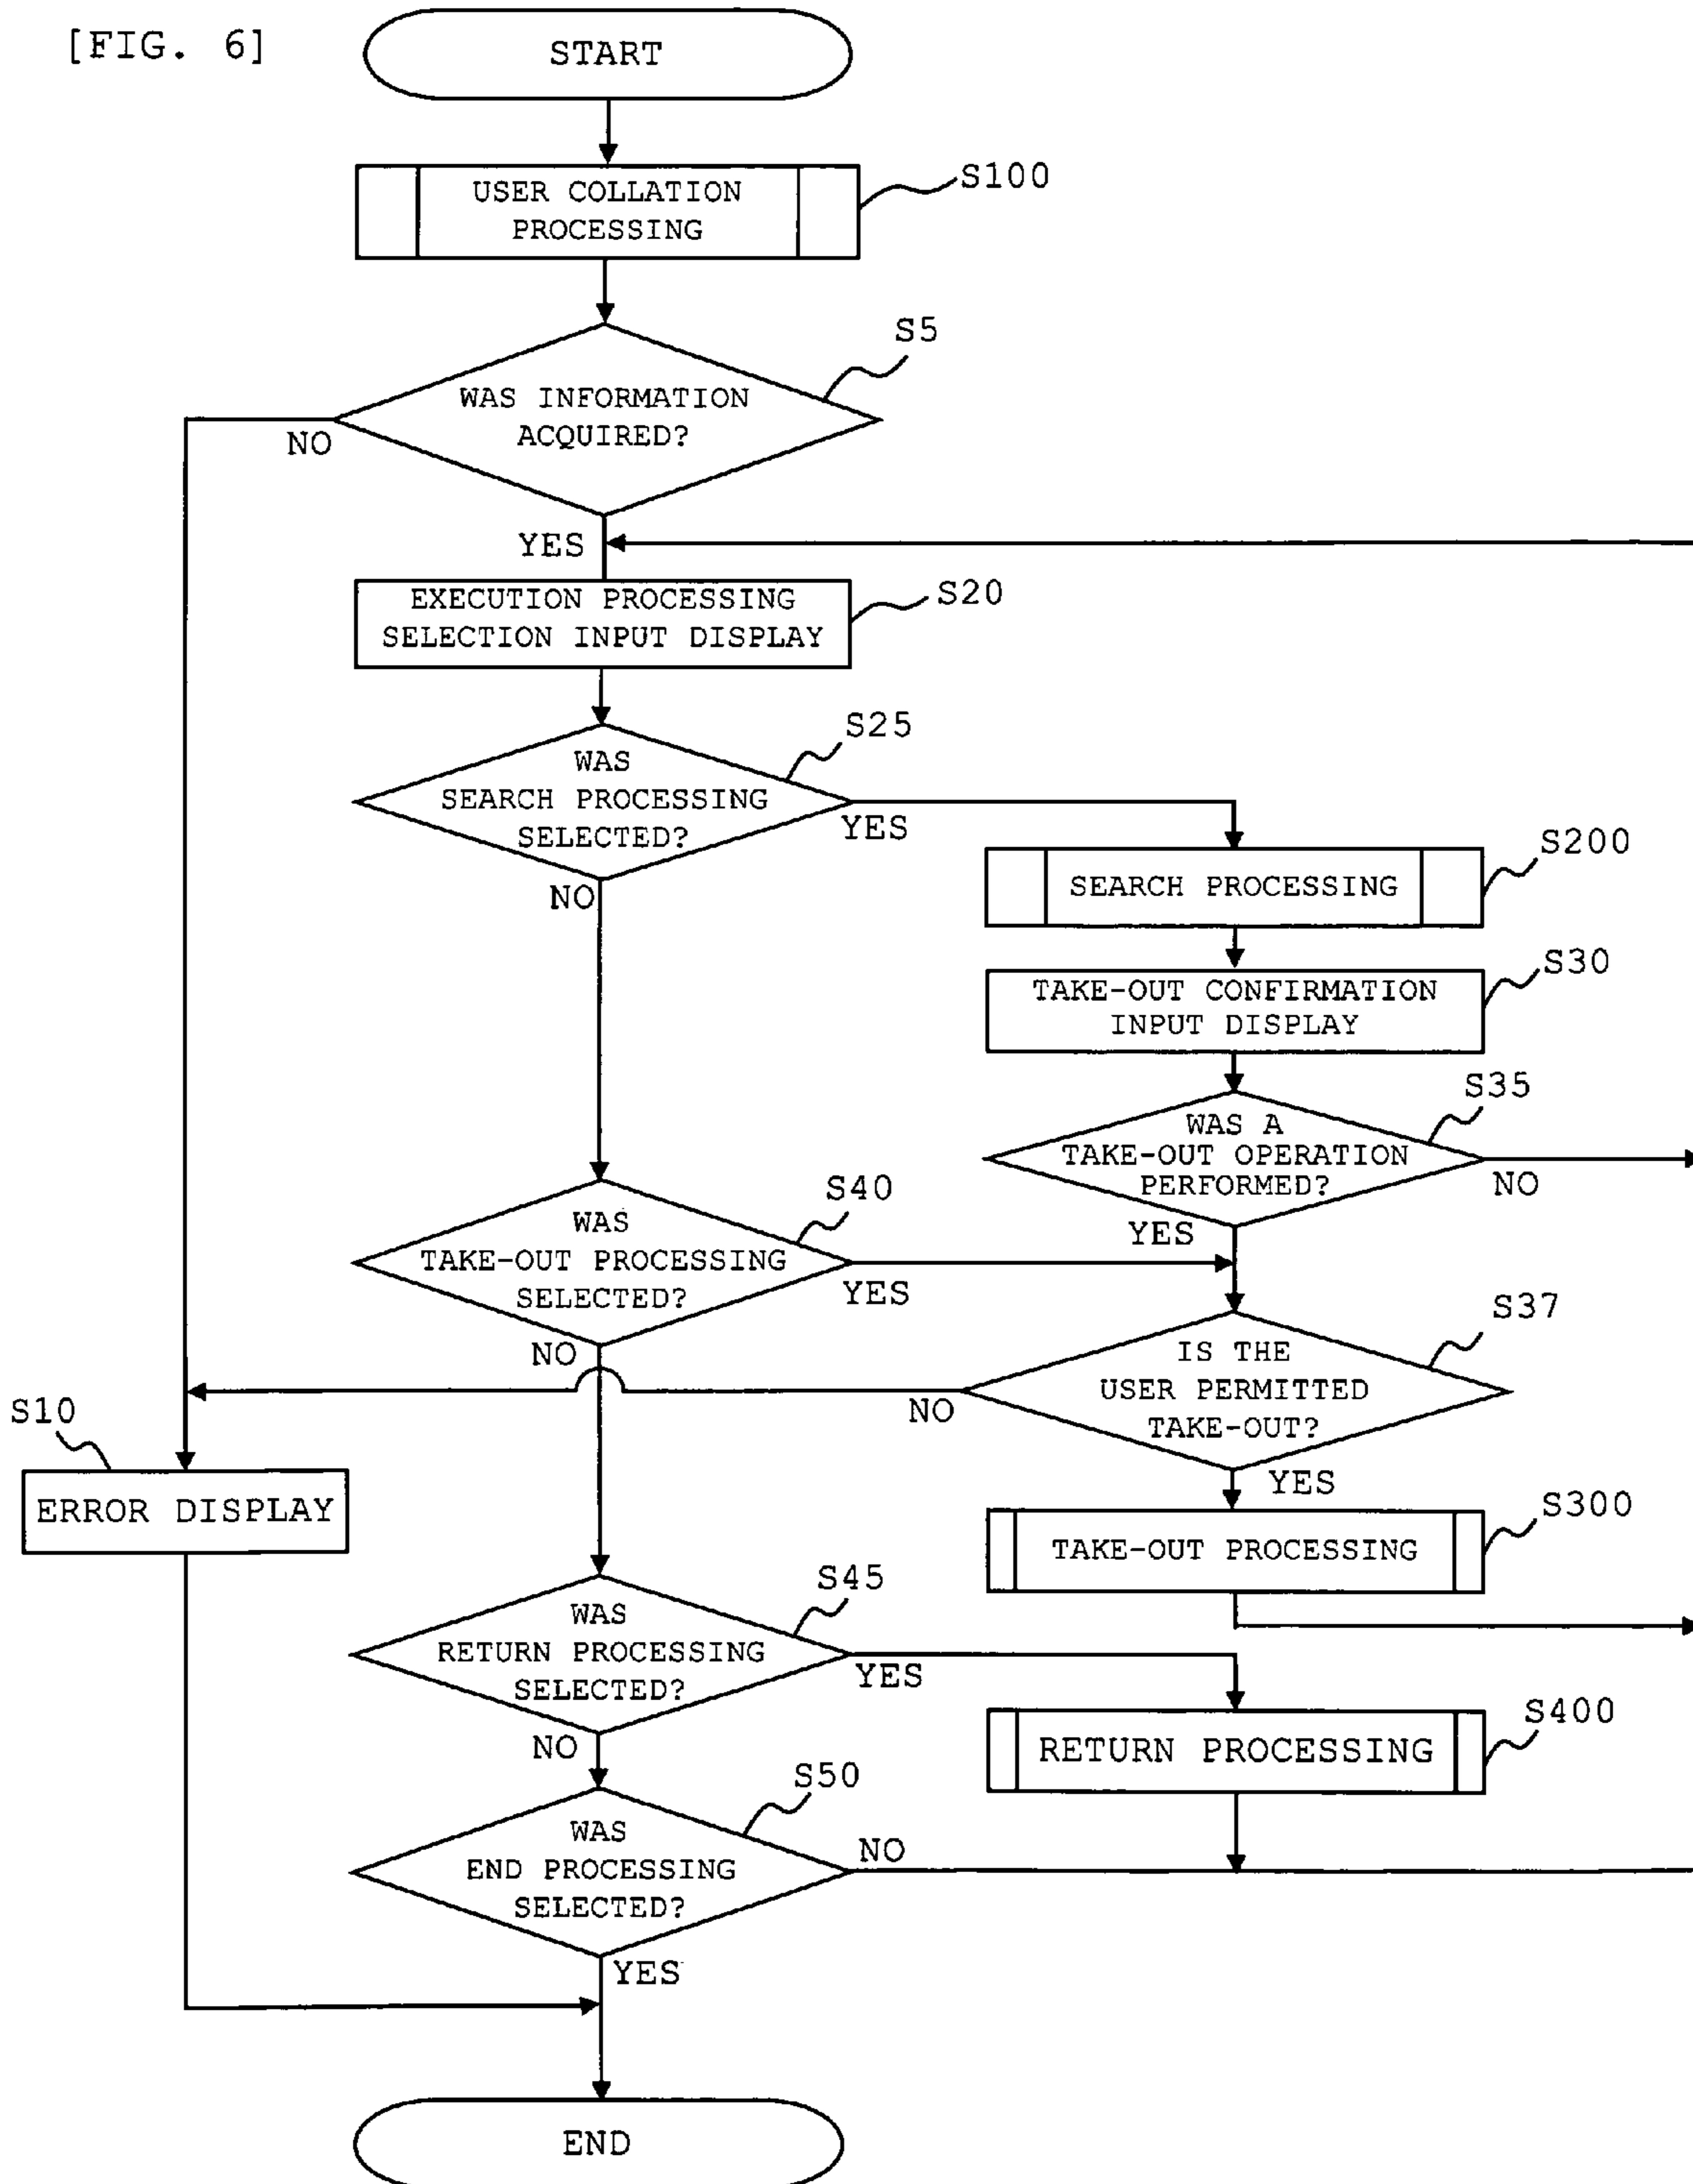 [FIG. 6]
START
USER COLLATION
PROCESSING
S100
S5
WAS INFORMATION
ACQUIRED?
NO
YES
EXECUTION PROCESSING
SELECTION INPUT DISPLAY
S20
S25
WAS
SEARCH PROCESSING
SELECTED?
YES
NO
S200
SEARCH PROCESSING
S30
TAKE-OUT CONFIRMATION
INPUT DISPLAY
S35
WAS A
TAKE-OUT OPERATION
PERFORMED?
NO
YES
S40
WAS
TAKE-OUT PROCESSING
SELECTED?
YES
NO
S37
IS THE
USER PERMITTED
TAKE-OUT?
NO
YES
S10
ERROR DISPLAY
S300
TAKE-OUT PROCESSING
S45
WAS
RETURN PROCESSING
SELECTED?
YES
NO
S400
RETURN PROCESSING
S50
WAS
END PROCESSING
SELECTED?
NO
YES
END